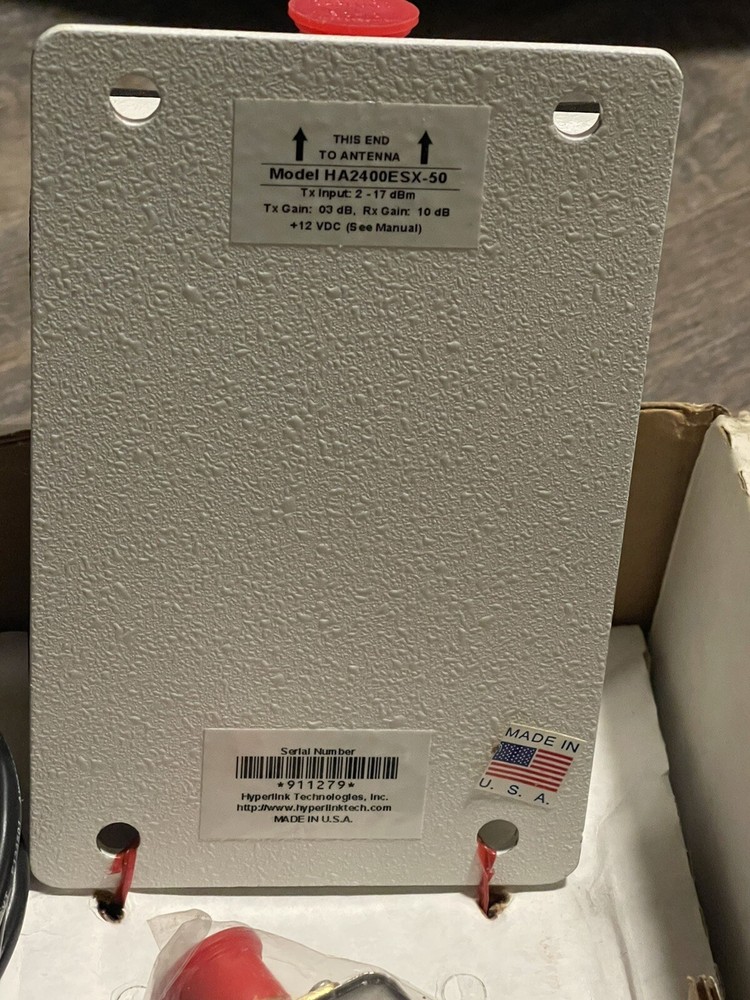 THIS END
TO ANTENNA
Model HA2400ESX-50
Tx Input: 2 - 17 dBm
Tx Gain: 03 dB, Rx Gain: 10 dB
+12 VDC (See Manual)
Serial Number
*911279*
Hyperlink Technologies, Inc.
http://www.hyperlinktech.com
MADE IN U.S.A.
MADE IN
U. S. A.